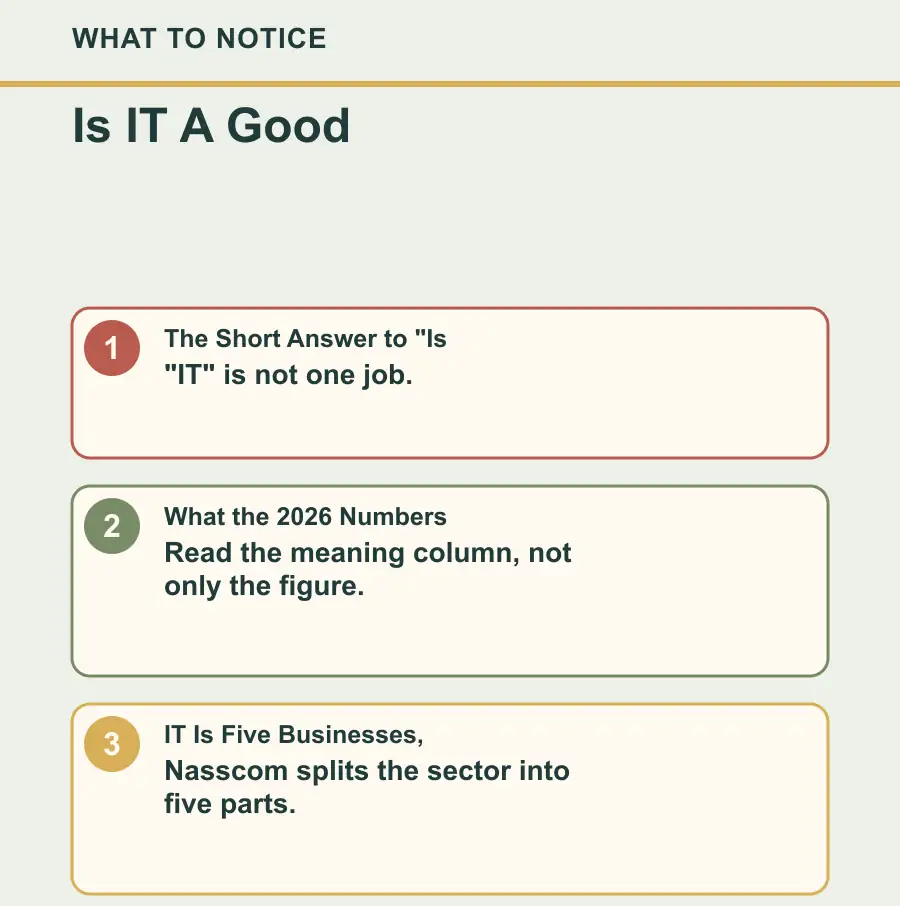 WHAT TO NOTICE
Is IT A Good
1
The Short Answer to "Is
"IT" is not one job.
2
What the 2026 Numbers
Read the meaning column, not
only the figure.
3
IT Is Five Businesses,
Nasscom splits the sector into
five parts.